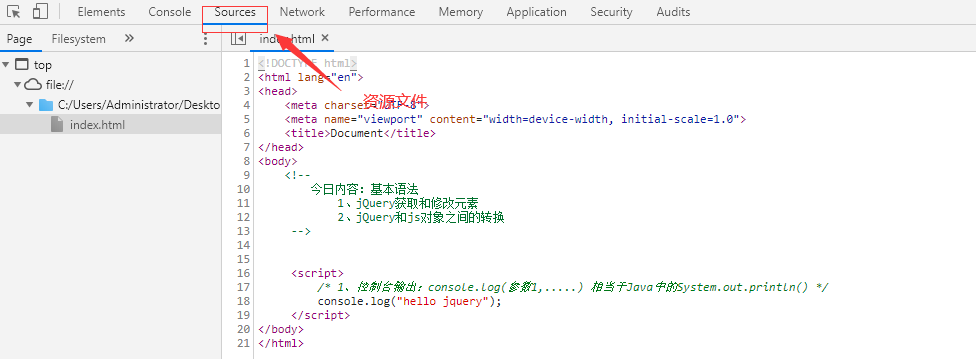 Elements Console Sources Network Performance Memory Application Security Audits
Page Filesystem » index.html ×
top
file://
C:/Users/Administrator/Deskto
index.html
资源文件
1 <!DOCTYPE html>
2 <html lang="en">
3 <head>
4 <meta charset="UTF-8">
5 <meta name="viewport" content="width=device-width, initial-scale=1.0">
6 <title>Document</title>
7 </head>
8 <body>
9 <!--
10 今日内容：基本语法
11 1、jQuery获取和修改元素
12 2、jQuery和js对象之间的转换
13 -->
14
15
16 <script>
17 /* 1、控制台输出：console.log(参数1,.....) 相当于Java中的System.out.println() */
18 console.log("hello jquery");
19 </script>
20 </body>
21 </html>